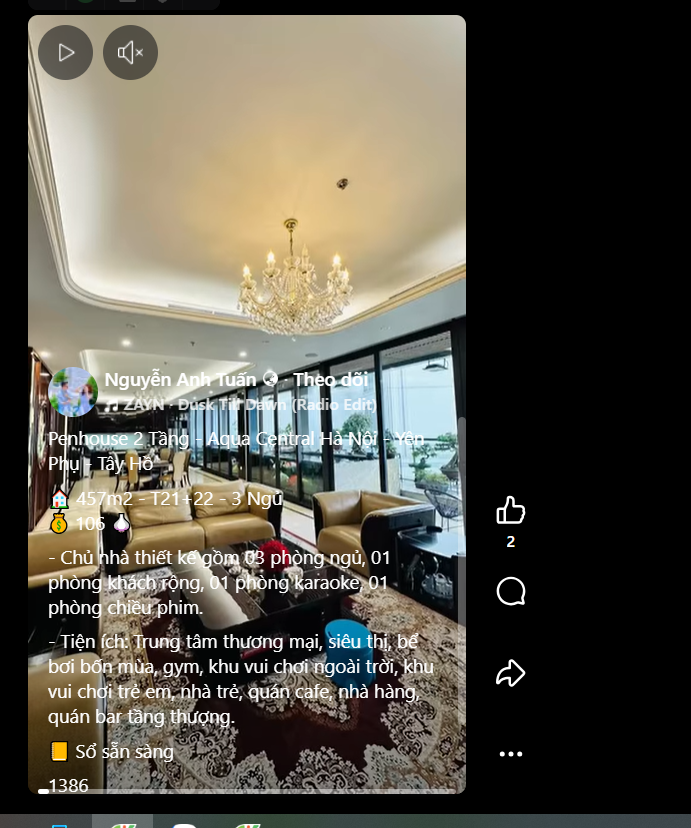 Nguyễn Anh Tuấn · Theo dõi
ZAYN · Dusk Till Dawn (Radio Edit)
Penhouse 2 Tầng - Aqua Central Hà Nội - Yên
Phụ - Tây Hồ
457m2 - T21+22 - 3 Ngủ
106
- Chủ nhà thiết kế gồm 03 phòng ngủ, 01
phòng khách rộng, 01 phòng karaoke, 01
phòng chiếu phim.
- Tiện ích: Trung tâm thương mại, siêu thị, bể
bơi bốn mùa, gym, khu vui chơi ngoài trời, khu
vui chơi trẻ em, nhà trẻ, quán cafe, nhà hàng,
quán bar tầng thượng.
Sổ sẵn sàng
1386
2